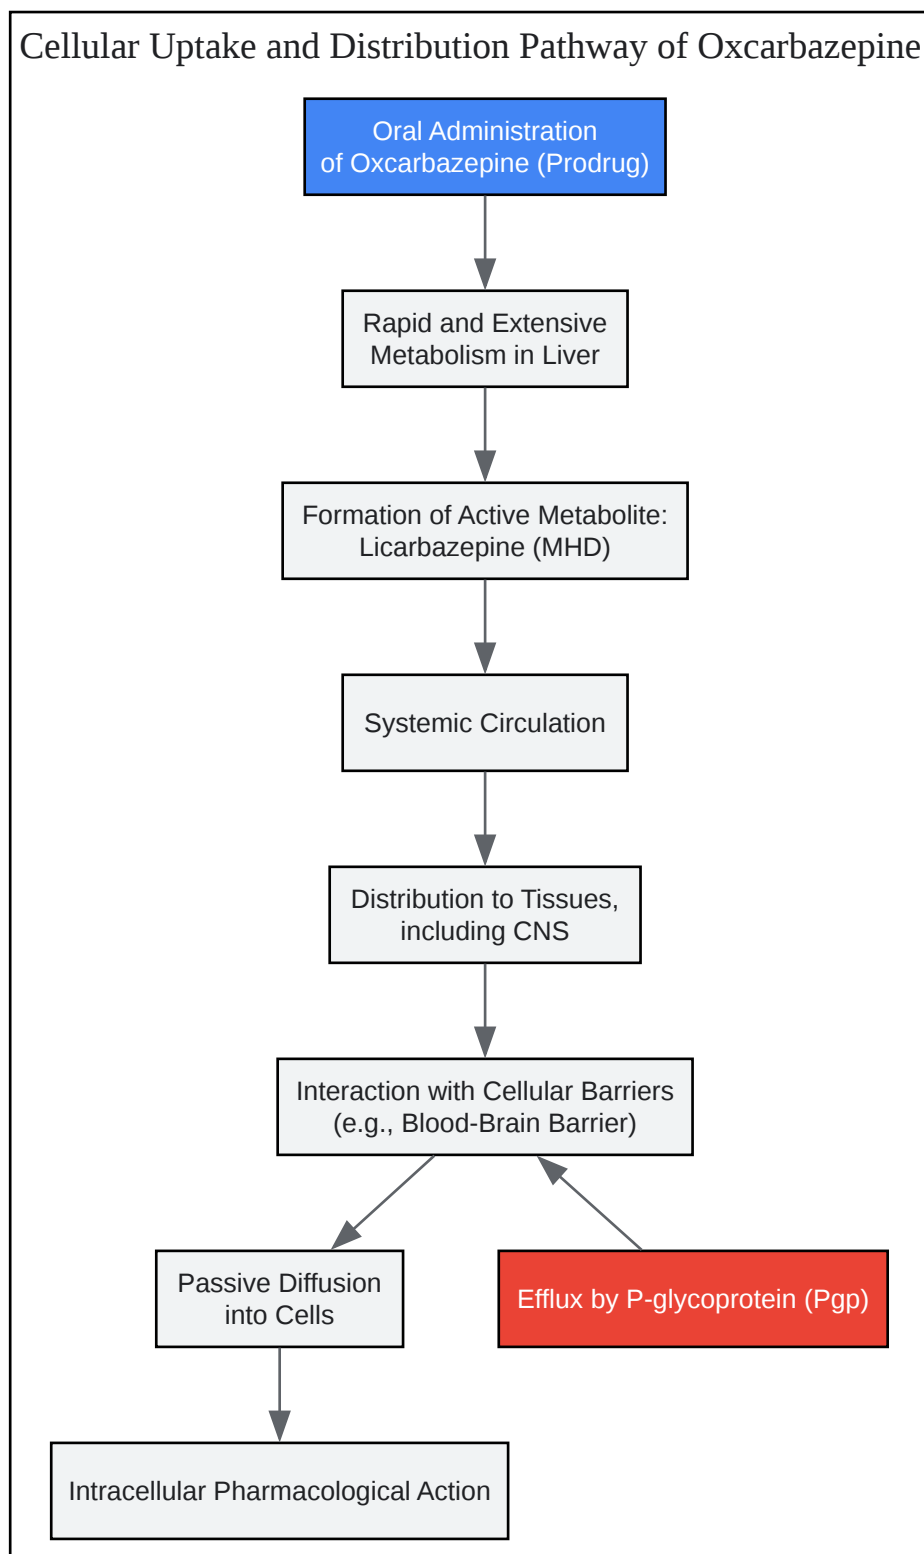 Cellular Uptake and Distribution Pathway of Oxcarbazepine
Oral Administration
of Oxcarbazepine (Prodrug)
Rapid and Extensive
Metabolism in Liver
Formation of Active Metabolite:
Licarbazepine (MHD)
Systemic Circulation
Distribution to Tissues,
including CNS
Interaction with Cellular Barriers
(e.g., Blood-Brain Barrier)
Passive Diffusion
into Cells
Efflux by P-glycoprotein (Pgp)
Intracellular Pharmacological Action